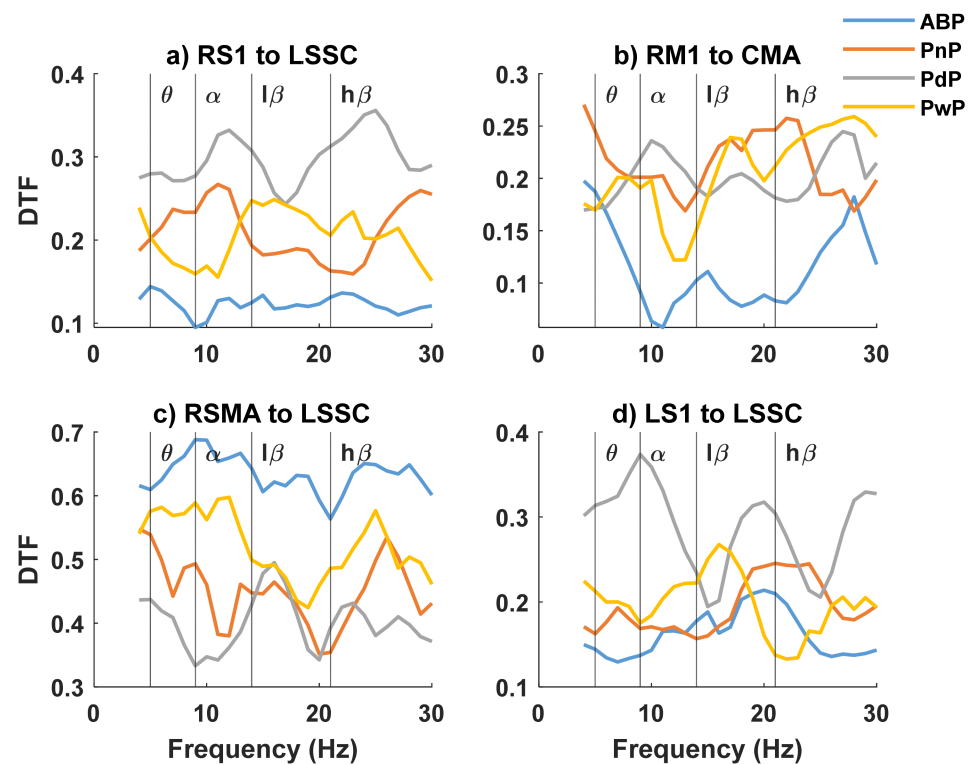 ABP
PnP
PdP
PwP
a) RS1 to LSSC
θ α lβ hβ
DTF
0.4
0.3
0.2
0.1
0 10 20 30
b) RM1 to CMA
θ α lβ hβ
0.3
0.25
0.2
0.15
0.1
0 10 20 30
c) RSMA to LSSC
θ α lβ hβ
DTF
0.7
0.6
0.5
0.4
0.3
0 10 20 30
Frequency (Hz)
d) LS1 to LSSC
θ α lβ hβ
0.4
0.3
0.2
0.1
0 10 20 30
Frequency (Hz)